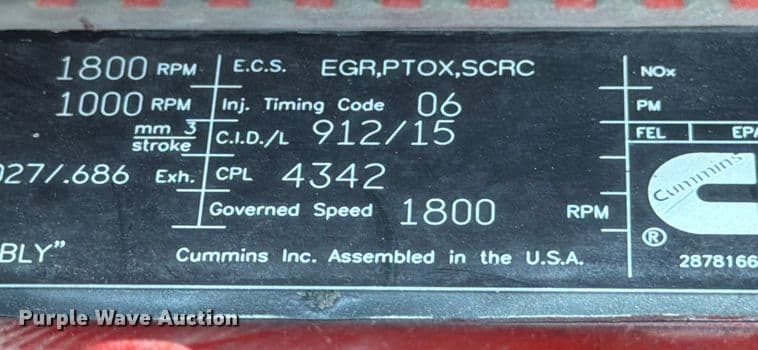 1800 RPM E.C.S. EGR,PTOX,SCRC NOx
1000 RPM Inj. Timing Code 06 PM
mm 3 C.I.D./L 912/15 FEL EPA
stroke
027/.686 Exh. CPL 4342 Cummins
Governed Speed 1800 RPM
®
BLY" Cummins Inc. Assembled in the U.S.A. 2878166
Purple Wave Auction